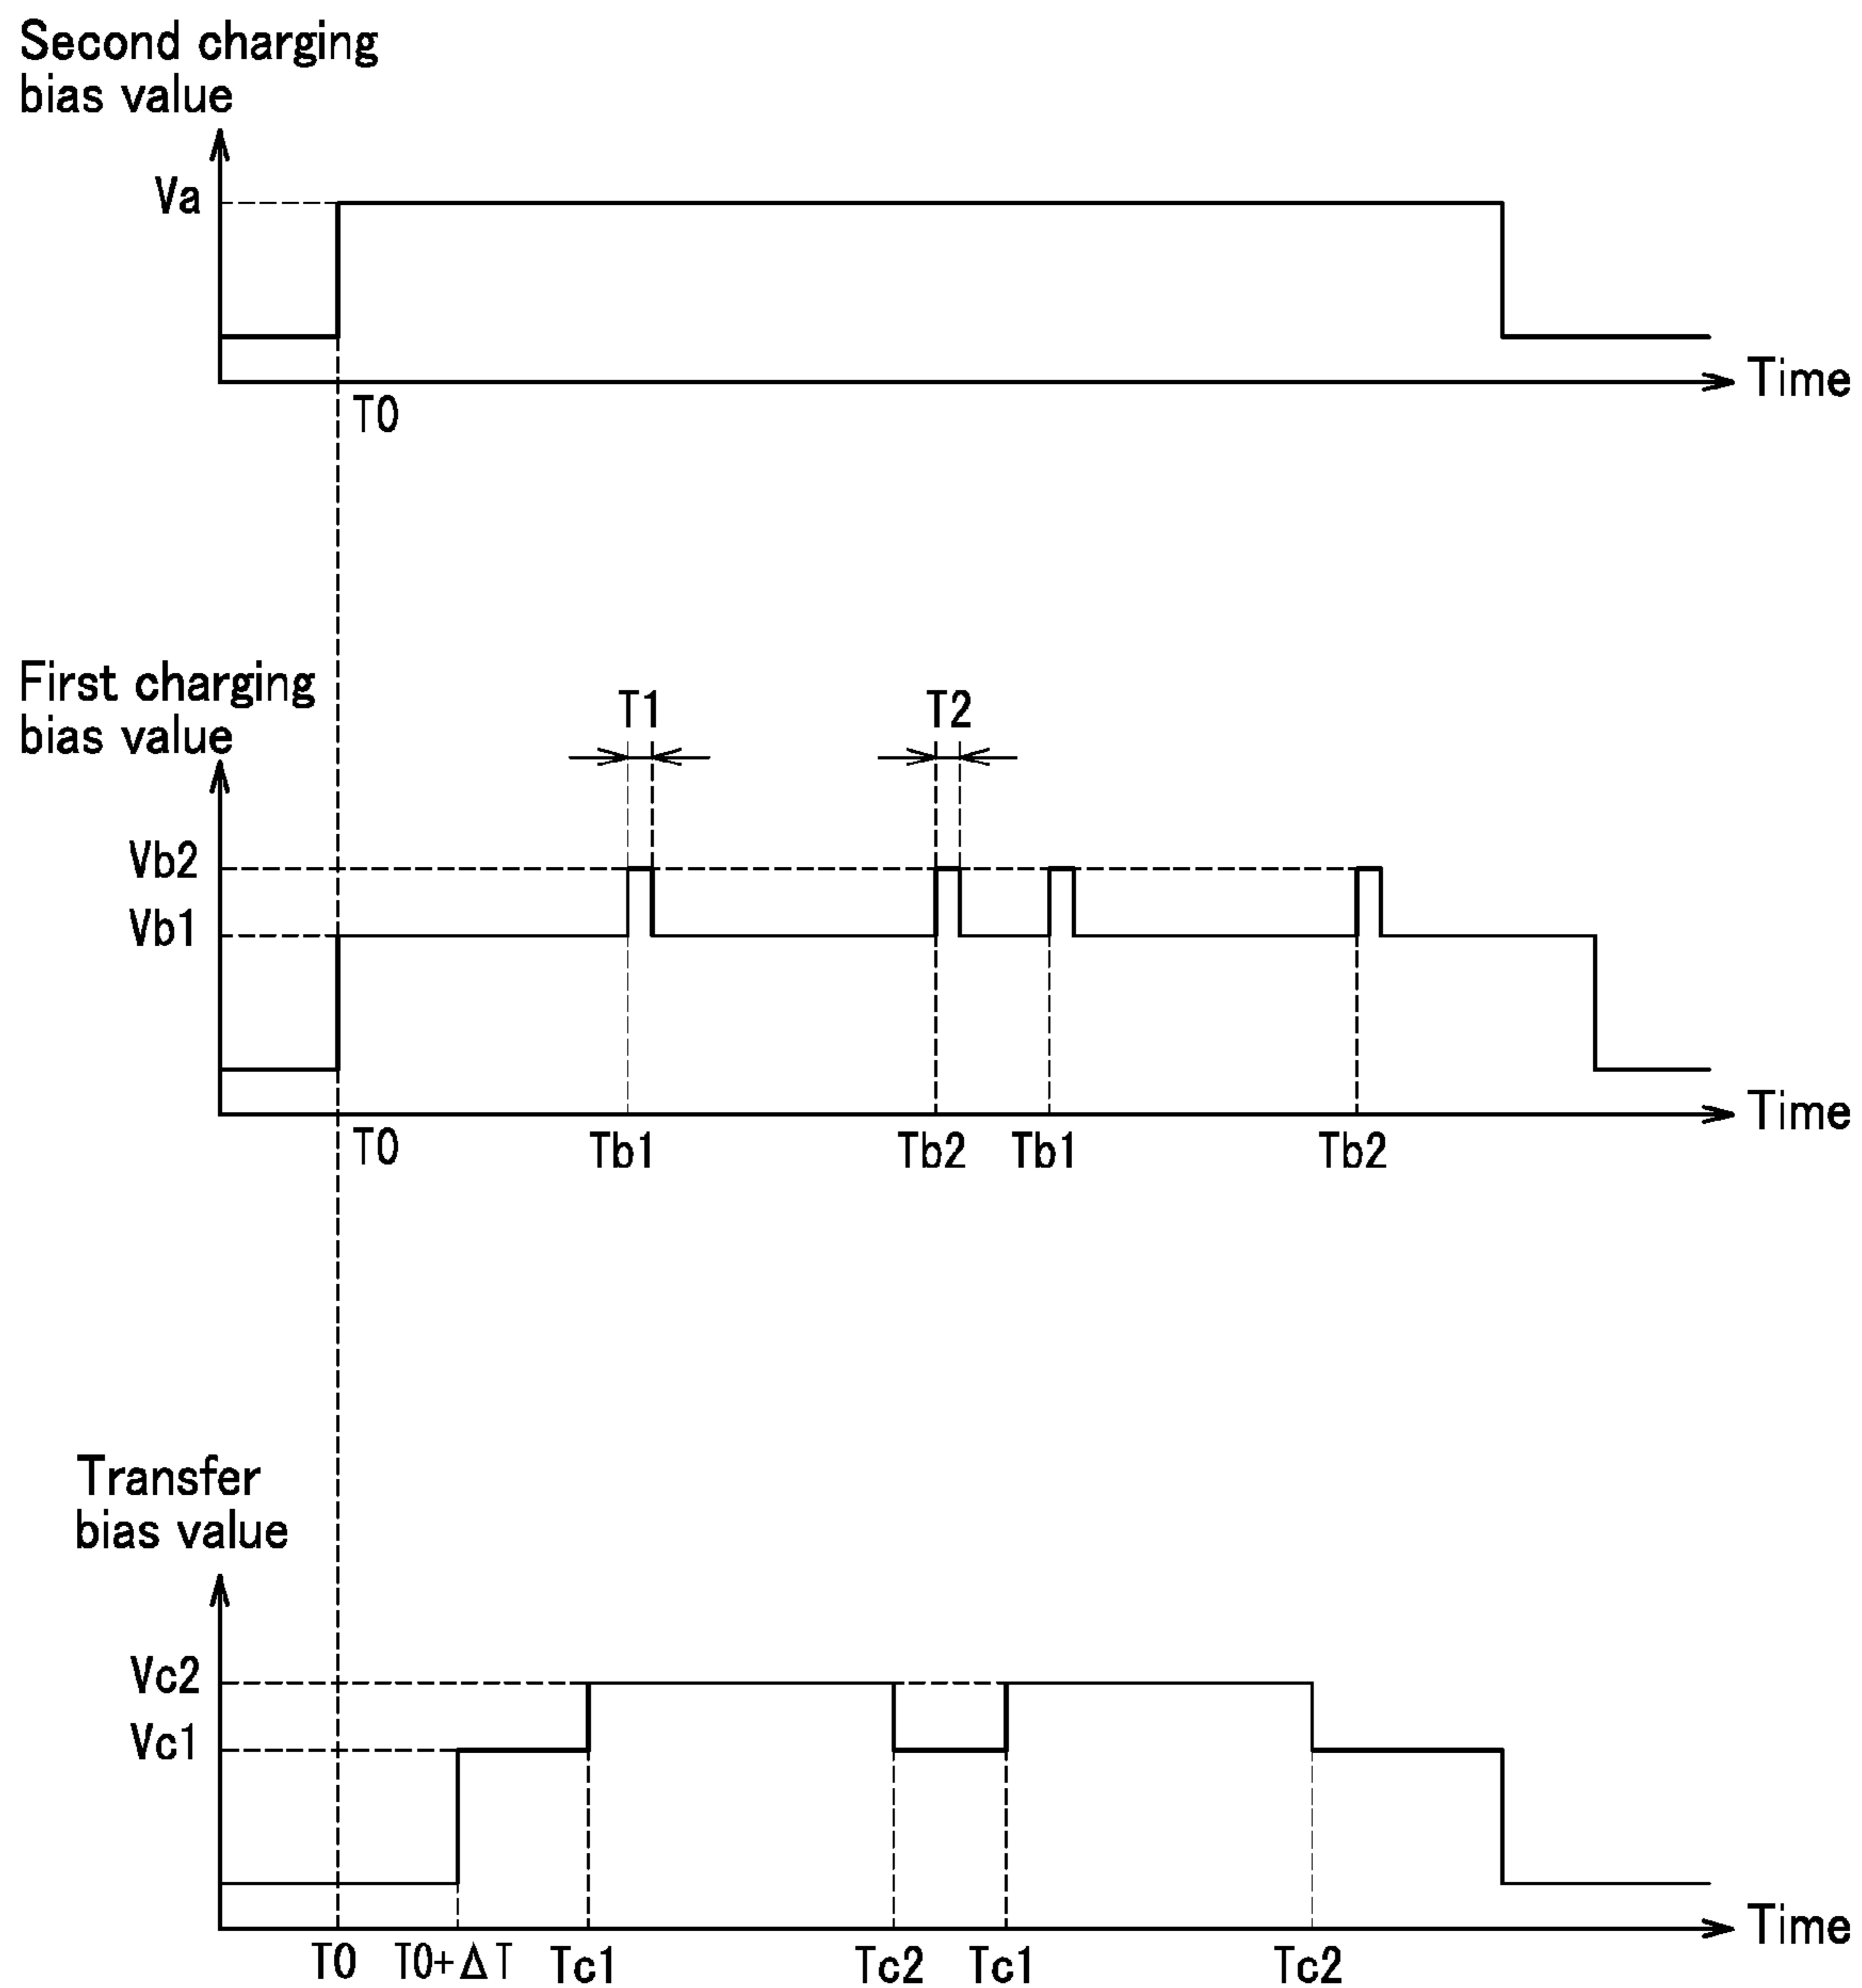 Second charging
bias value
Va
Time
T0
First charging
bias value
T1 T2
Vb2
Vb1
Time
T0 Tb1 Tb2 Tb1 Tb2
Transfer
bias value
Vc2
Vc1
Time
T0 T0+ΔT Tc1 Tc2 Tc1 Tc2